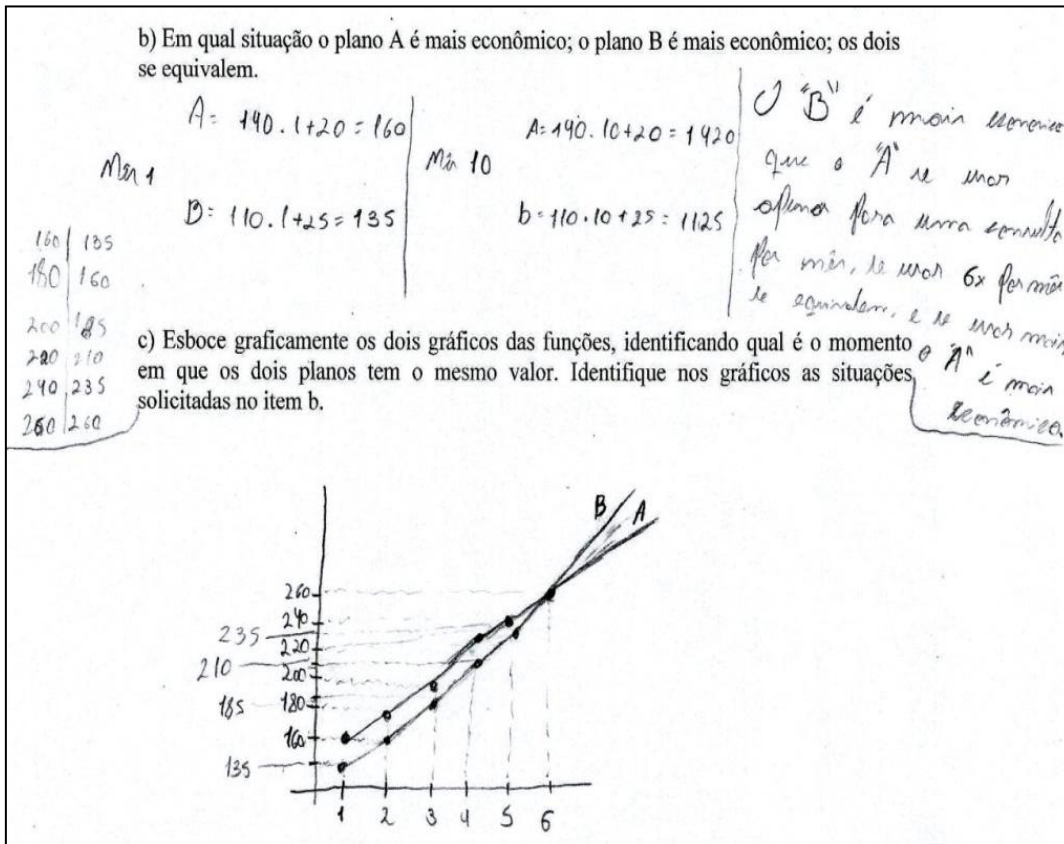 b) Em qual situação o plano A é mais econômico; o plano B é mais econômico; os dois
se equivalem.
A= 140.1+20=160
Mês 1
B= 110.1+25=135
Mês 10
A=140.10+20=1420
b=110.10+25=1125
O "B" é mais
que o "A" se usar
apenas para uma consulta
por mês, se usar 6x por mês
se equivalem, e se usar mais
o "A" é mais
econômico
160 135
180 160
200 185
220 210
240 235
260 260
c) Esboce graficamente os dois gráficos das funções, identificando qual é o momento
em que os dois planos tem o mesmo valor. Identifique nos gráficos as situações
solicitadas no item b.
B A
260
240
235
220
210
200
185
180
160
135
1 2 3 4 5 6